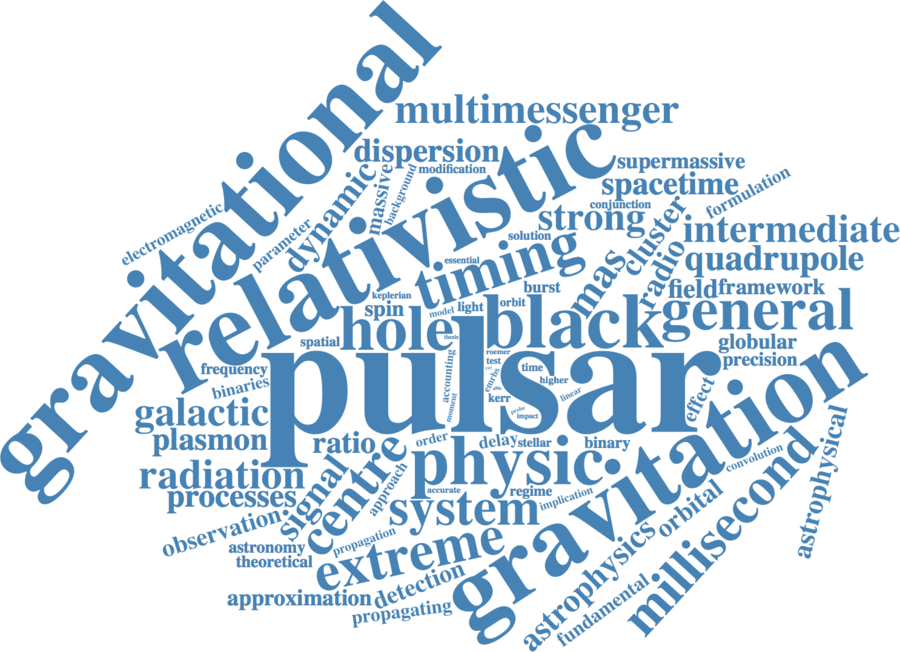 gravitational
multimessenger
dispersion
modification
supermassive
spacetime
formulation
conjunction
relativistic
massive
background
dynamic
electromagnetic
parameter
strong
cluster
intermediate
solution
essential
timing
mas
radio
quadrupole
field
framework
burst
keplerian
spin
model
light
orbit
hole
black
general
spatial
thesis
globular
precision
roemer
test
time
pulsar
frequency
binaries
accounting
moment
emrbs
kerr
able
higher
linear
probe
impact
effect
galactic
plasmon
ratio
order
delay
stellar
binary
gravitation
astrophysical
radiation
processes
signal
centre
approach
physic
accurate
regime
implication
convolution
system
orbital
millisecond
observation
astronomy
theoretical
propagation
extreme
approximation
detection
propagating
astrophysics
fundamental